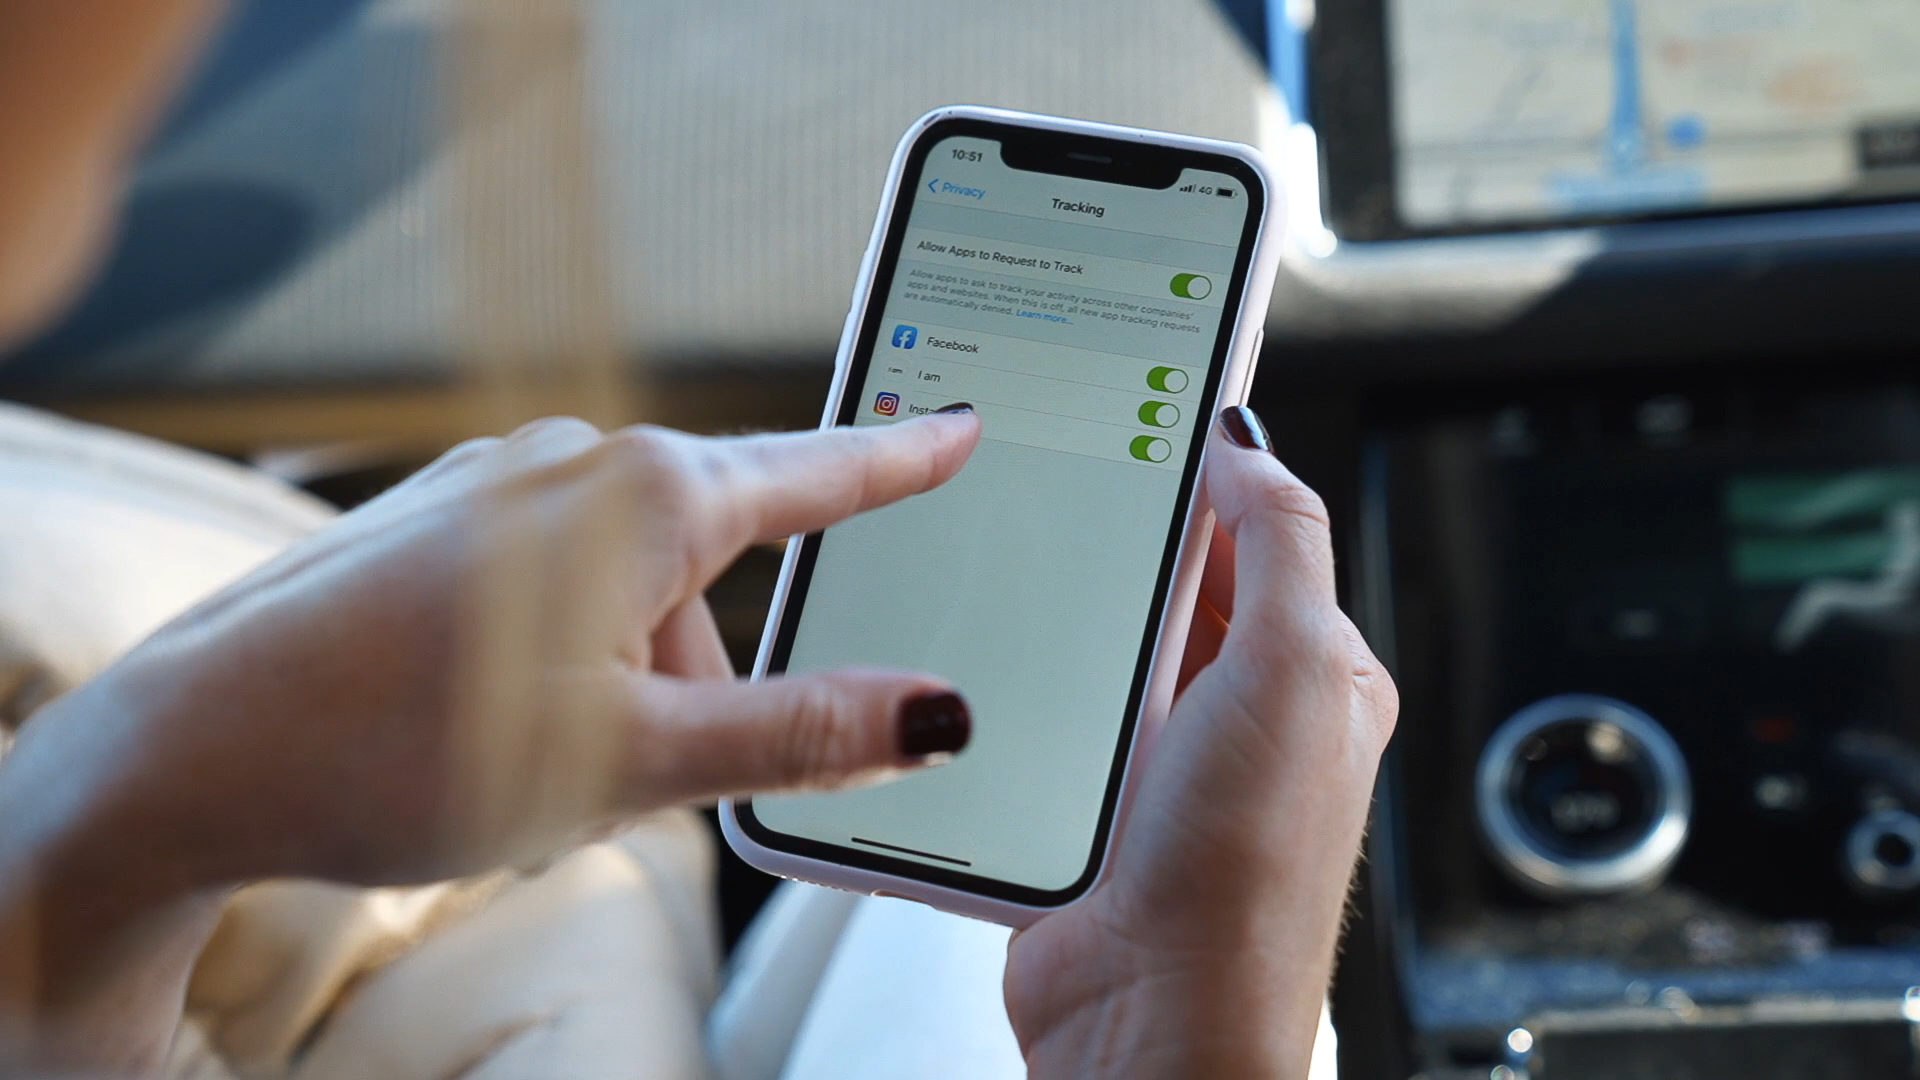 10:51
4G
Privacy
Tracking
Allow Apps to Request to Track
Allow apps to ask to track your activity across other companies'
apps and websites. When this is off, all new app tracking requests
are automatically denied. Learn more...
Facebook
I am
I am
Insta